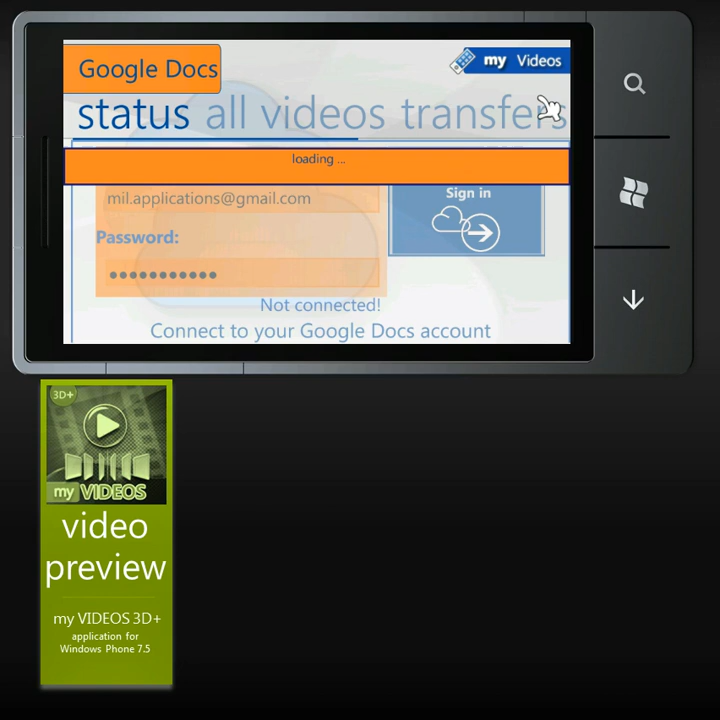 Google Docs
my Videos
status all videos transfers
loading ...
mil.applications@gmail.com
Sign in
Password:
●●●●●●●●●●●
Not connected!
Connect to your Google Docs account
3D+
my VIDEOS
video
preview
my VIDEOS 3D+
application for
Windows Phone 7.5